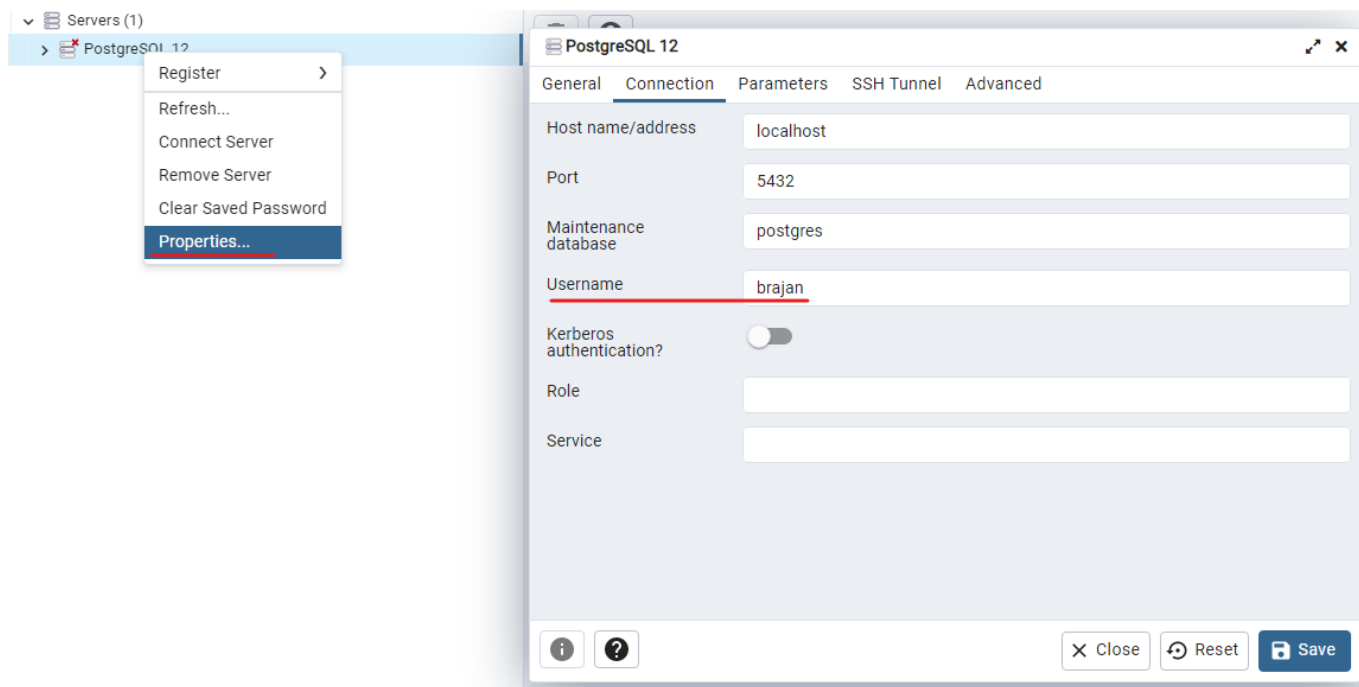 Servers (1)
PostgreSQL 12
Register
Refresh...
Connect Server
Remove Server
Clear Saved Password
Properties...
PostgreSQL 12
General Connection Parameters SSH Tunnel Advanced
Host name/address localhost
Port 5432
Maintenance
database postgres
Username brajan
Kerberos
authentication?
Role
Service
Close Reset Save